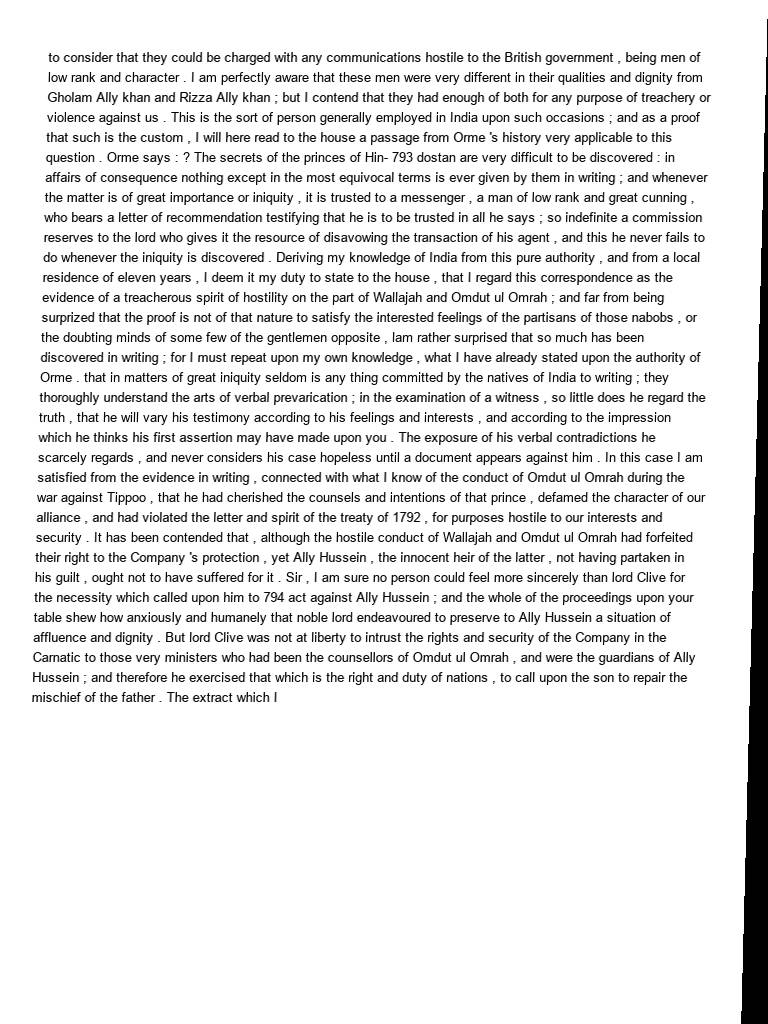 to consider that they could be charged with any communications hostile to the British government , being men of
low rank and character . I am perfectly aware that these men were very different in their qualities and dignity from
Gholam Ally khan and Rizza Ally khan ; but I contend that they had enough of both for any purpose of treachery or
violence against us . This is the sort of person generally employed in India upon such occasions ; and as a proof
that such is the custom , I will here read to the house a passage from Orme 's history very applicable to this
question . Orme says : ? The secrets of the princes of Hin- 793 dostan are very difficult to be discovered : in
affairs of consequence nothing except in the most equivocal terms is ever given by them in writing ; and whenever
the matter is of great importance or iniquity , it is trusted to a messenger , a man of low rank and great cunning ,
who bears a letter of recommendation testifying that he is to be trusted in all he says ; so indefinite a commission
reserves to the lord who gives it the resource of disavowing the transaction of his agent , and this he never fails to
do whenever the iniquity is discovered . Deriving my knowledge of India from this pure authority , and from a local
residence of eleven years , I deem it my duty to state to the house , that I regard this correspondence as the
evidence of a treacherous spirit of hostility on the part of Wallajah and Omdut ul Omrah ; and far from being
surprized that the proof is not of that nature to satisfy the interested feelings of the partisans of those nabobs , or
the doubting minds of some few of the gentlemen opposite , Iam rather surprised that so much has been
discovered in writing ; for I must repeat upon my own knowledge , what I have already stated upon the authority of
Orme . that in matters of great iniquity seldom is any thing committed by the natives of India to writing ; they
thoroughly understand the arts of verbal prevarication ; in the examination of a witness , so little does he regard the
truth , that he will vary his testimony according to his feelings and interests , and according to the impression
which he thinks his first assertion may have made upon you . The exposure of his verbal contradictions he
scarcely regards , and never considers his case hopeless until a document appears against him . In this case I am
satisfied from the evidence in writing , connected with what I know of the conduct of Omdut ul Omrah during the
war against Tippoo , that he had cherished the counsels and intentions of that prince , defamed the character of our
alliance , and had violated the letter and spirit of the treaty of 1792 , for purposes hostile to our interests and
security . It has been contended that , although the hostile conduct of Wallajah and Omdut ul Omrah had forfeited
their right to the Company 's protection , yet Ally Hussein , the innocent heir of the latter , not having partaken in
his guilt , ought not to have suffered for it . Sir , I am sure no person could feel more sincerely than lord Clive for
the necessity which called upon him to 794 act against Ally Hussein ; and the whole of the proceedings upon your
table shew how anxiously and humanely that noble lord endeavoured to preserve to Ally Hussein a situation of
affluence and dignity . But lord Clive was not at liberty to intrust the rights and security of the Company in the
Carnatic to those very ministers who had been the counsellors of Omdut ul Omrah , and were the guardians of Ally
Hussein ; and therefore he exercised that which is the right and duty of nations , to call upon the son to repair the
mischief of the father . The extract which I